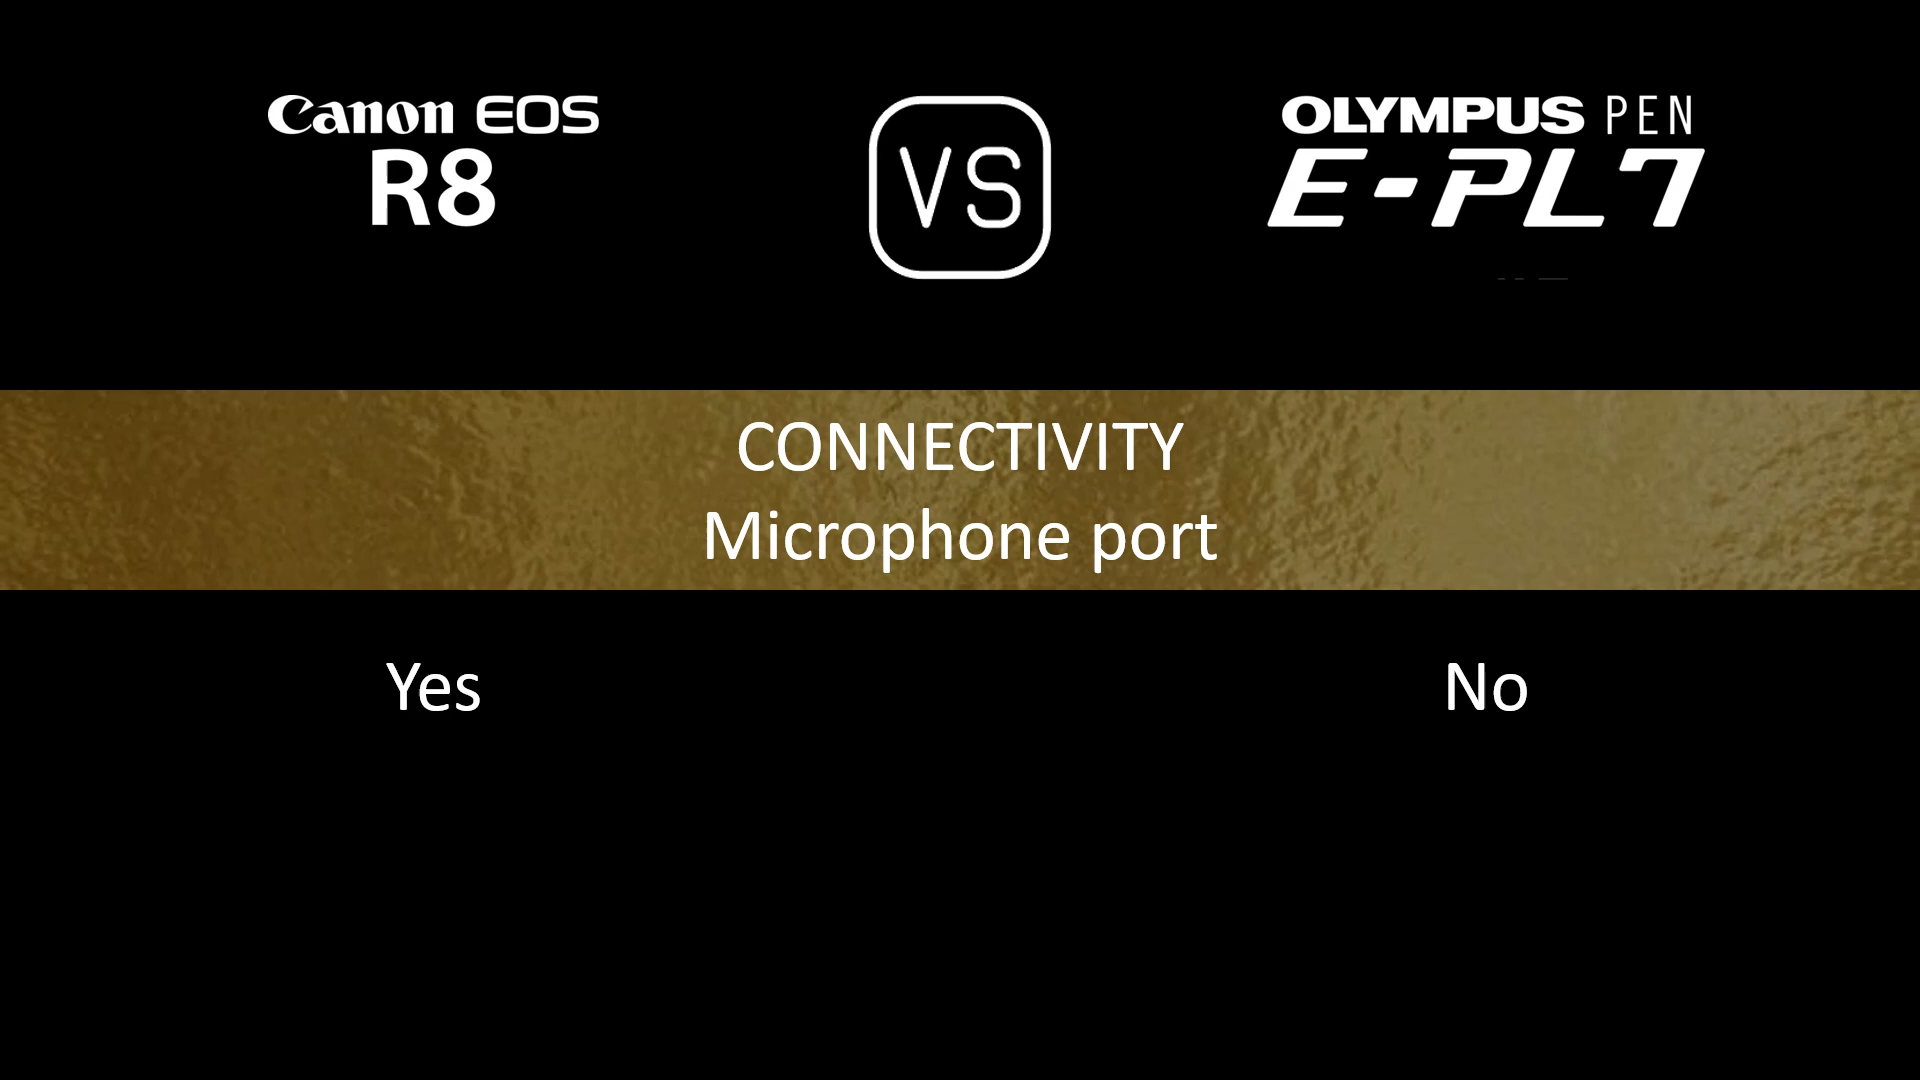 Canon EOS
R8
VS
OLYMPUS PEN
E-PL7
CONNECTIVITY
Microphone port
Yes
No